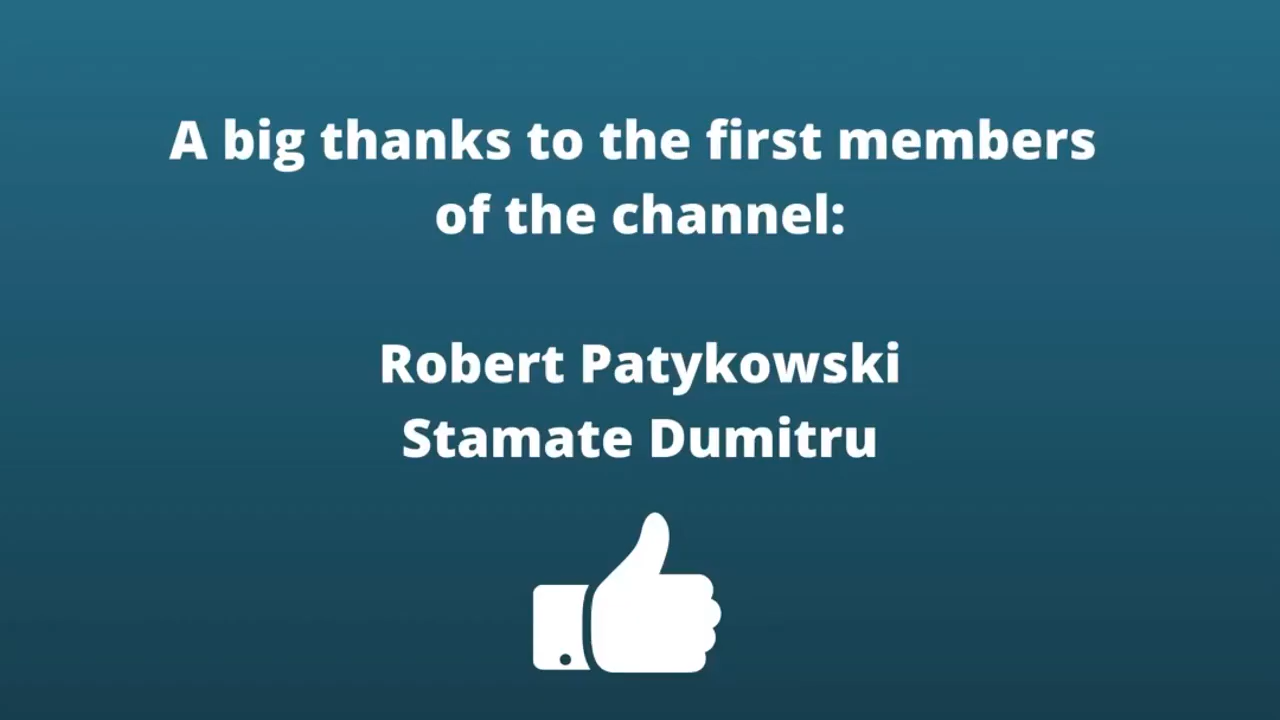 A big thanks to the first members
of the channel:
Robert Patykowski
Stamate Dumitru